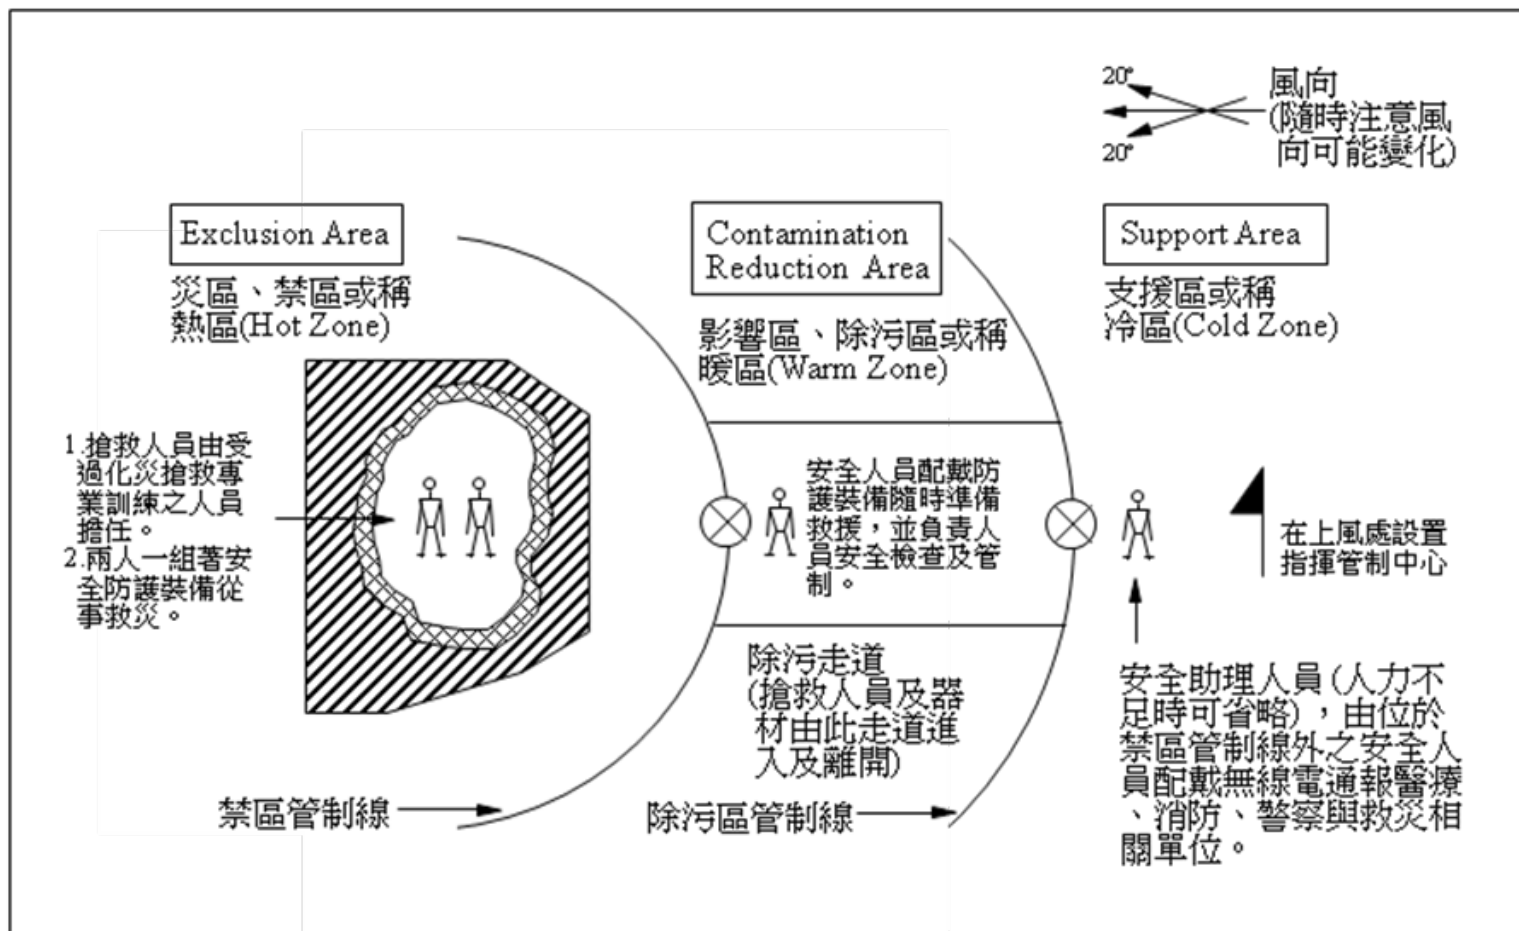 20°
風向
(隨時注意風
向可能變化)
20°
Exclusion Area
災區、禁區或稱
熱區(Hot Zone)
Contamination
Reduction Area
影響區、除污區或稱
暖區(Warm Zone)
Support Area
支援區或稱
冷區(Cold Zone)
1.搶救人員由受
過化災搶救專
業訓練之人員
擔任。
2.兩人一組著安
全防護裝備從
事救災。
安全人員配戴防
護裝備隨時準備
救援，並負責人
員安全檢查及管
制。
在上風處設置
指揮管制中心
除污走道
(搶救人員及器
材由此走道進
入及離開)
安全助理人員(人力不
足時可省略)，由位於
禁區管制線外之安全人
員配戴無線電通報醫療
、消防、警察與救災相
關單位。
禁區管制線
除污區管制線